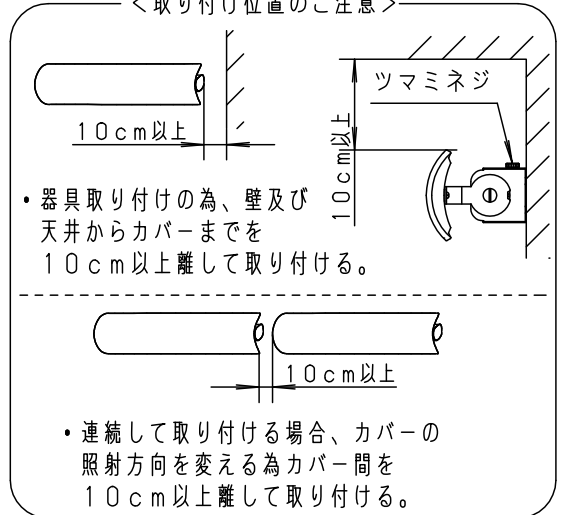 ＜取り付け位置のご注意＞
ツマミネジ
１０ｃｍ以上
１０ｃｍ以上
・器具取り付けの為、壁及び
天井からカバーまでを
１０ｃｍ以上離して取り付ける。
１０ｃｍ以上
・連続して取り付ける場合、カバーの
照射方向を変える為カバー間を
１０ｃｍ以上離して取り付ける。